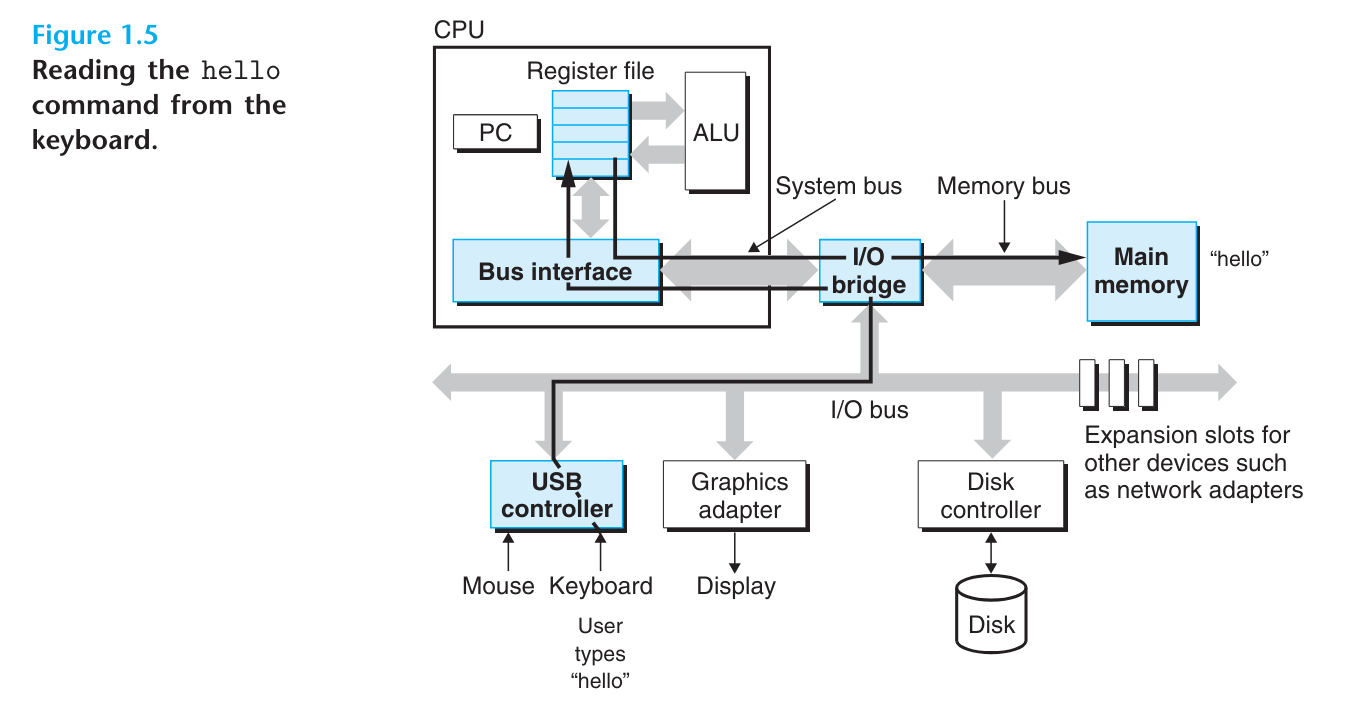 Figure 1.5
Reading the hello
command from the
keyboard.
CPU
Register file
PC
ALU
System bus
Memory bus
Bus interface
I/O
bridge
Main
memory
“hello”
I/O bus
Expansion slots for
other devices such
as network adapters
USB
controller
Graphics
adapter
Disk
controller
Mouse
Keyboard
Display
Disk
User
types
“hello”